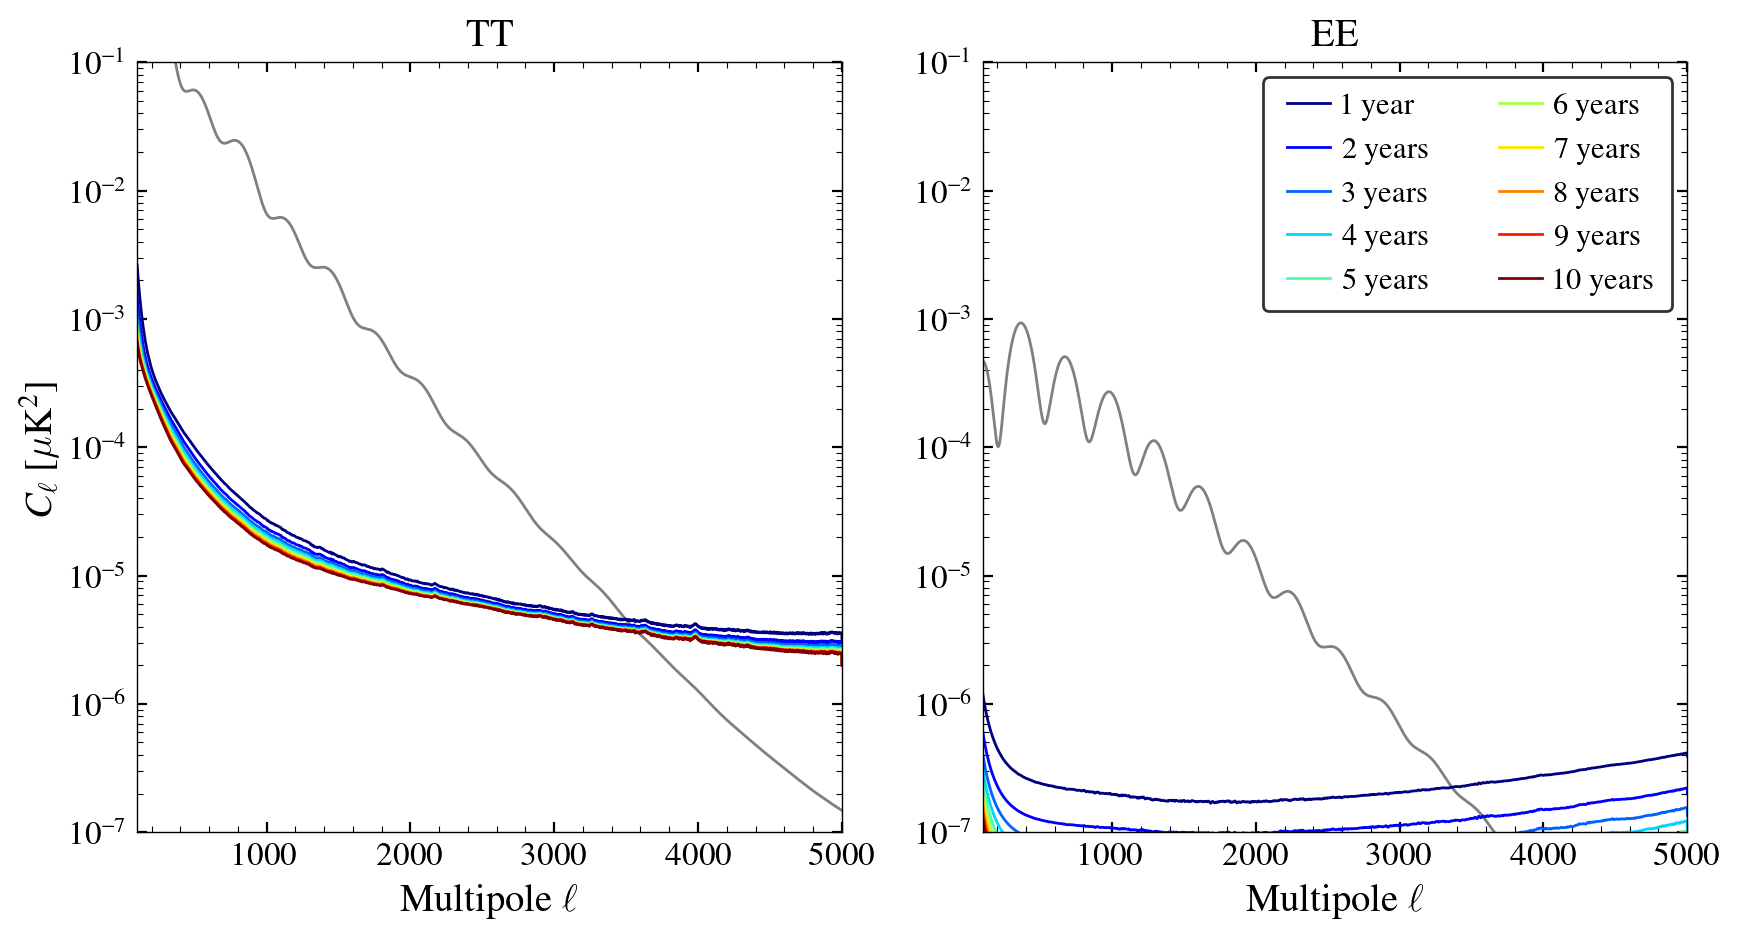 TT
EE
10⁻¹
10⁻²
10⁻³
10⁻⁴
10⁻⁵
10⁻⁶
10⁻⁷
C_ℓ [μK²]
1000 2000 3000 4000 5000
Multipole ℓ
10⁻¹
10⁻²
10⁻³
10⁻⁴
10⁻⁵
10⁻⁶
10⁻⁷
1 year
2 years
3 years
4 years
5 years
6 years
7 years
8 years
9 years
10 years
1000 2000 3000 4000 5000
Multipole ℓ